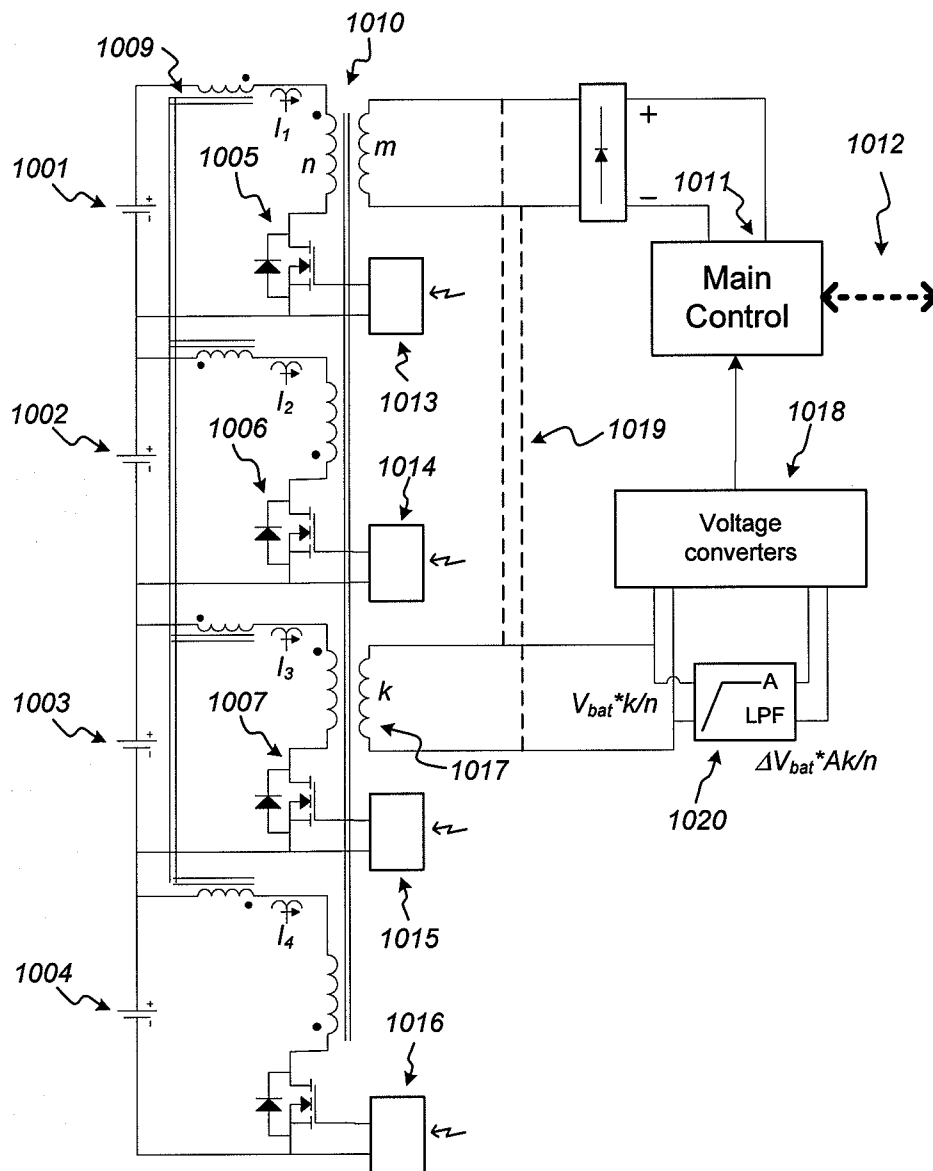 1009
1010
I1
n
m
+
−
1012
1011
1005
1001
Main
Control
1013
1018
I2
1002
1006
1019
1014
Voltage
converters
I3
k
Vbat*k/n
A
LPF
1003
1007
1017
ΔVbat*Ak/n
1020
1015
I4
1004
1016
+
-
+
-
+
-
+
-